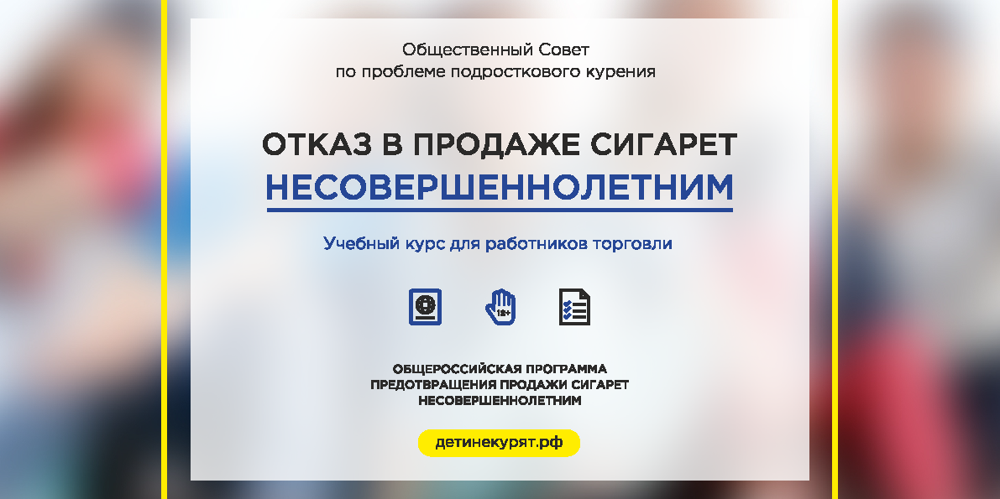 Общественный Совет
по проблеме подросткового курения
ОТКАЗ В ПРОДАЖЕ СИГАРЕТ
НЕСОВЕРШЕННОЛЕТНИМ
Учебный курс для работников торговли
18+
ОБЩЕРОССИЙСКАЯ ПРОГРАММА
ПРЕДОТВРАЩЕНИЯ ПРОДАЖИ СИГАРЕТ
НЕСОВЕРШЕННОЛЕТНИМ
детинекурят.рф